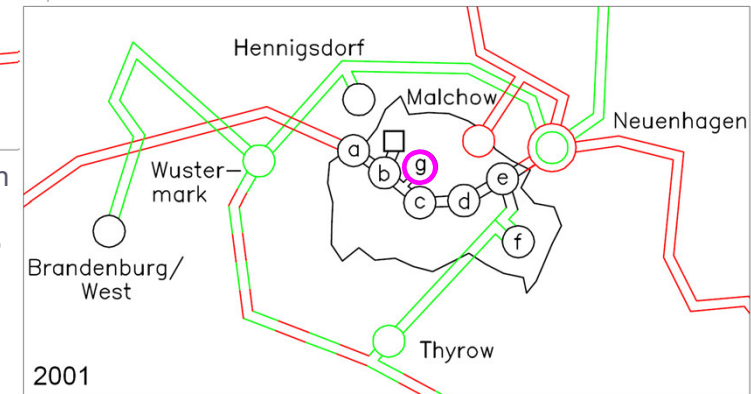 Hennigsdorf
Malchow
Neuenhagen
a
g
b
e
Wuster-
mark
c
d
f
Brandenburg/
West
Thyrow
2001
n